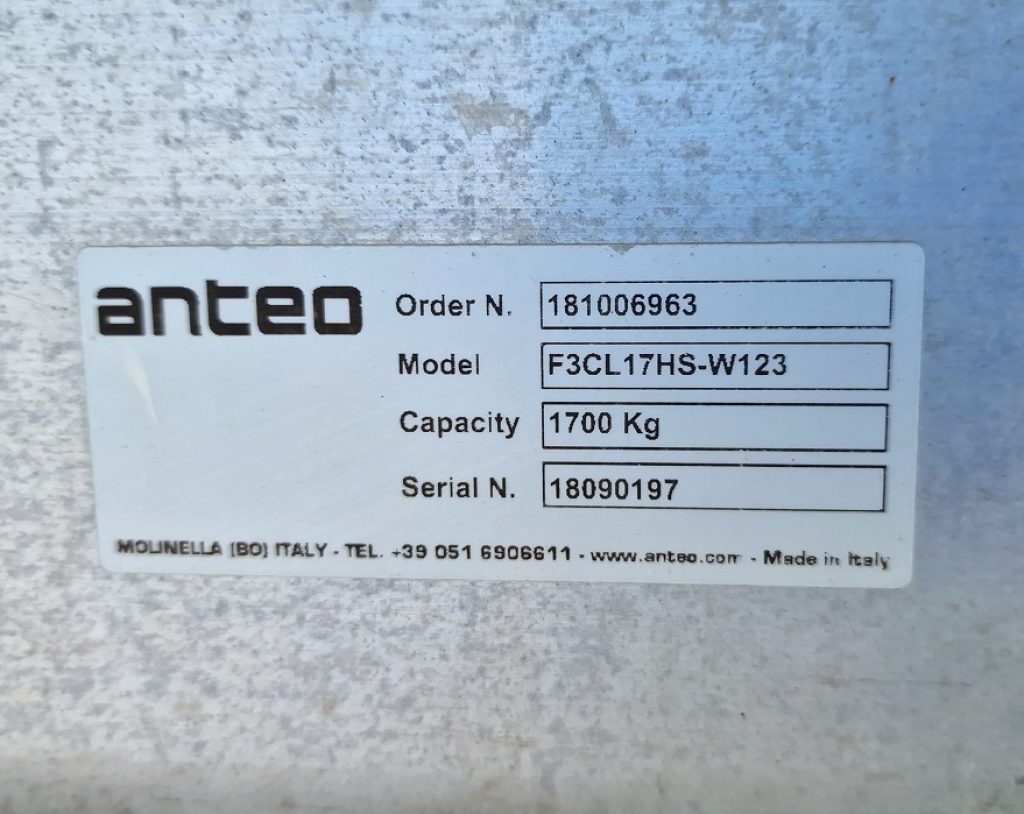 anteo
Order N. 181006963
Model F3CL17HS-W123
Capacity 1700 Kg
Serial N. 18090197
MOLINELLA (BO) ITALY - TEL. +39 051 6906611 - www.anteo.com - Made in Italy